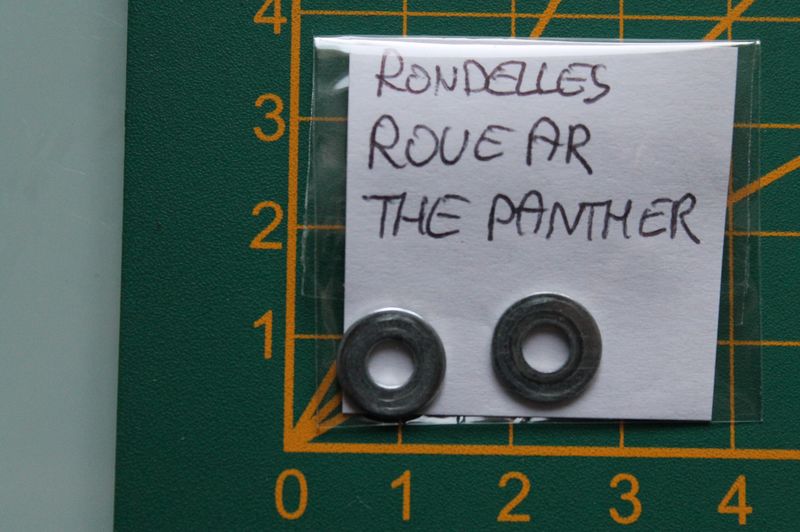 4
RONDELLES
3
ROUE AR
2
THE PANTHER
1
0 1 2 3 4